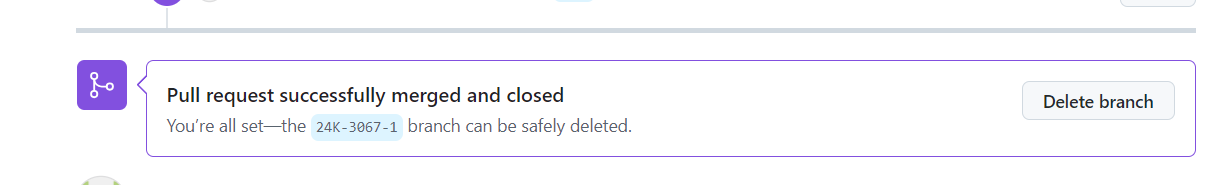 Pull request successfully merged and closed
Delete branch
You’re all set—the 24K-3067-1 branch can be safely deleted.